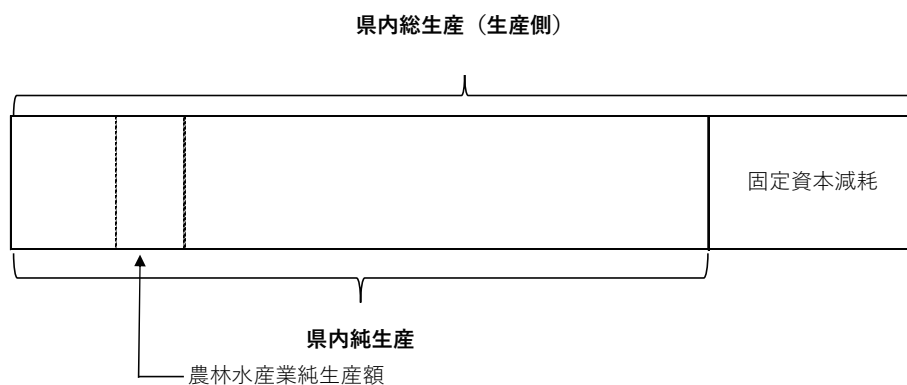 県内総生産（生産側）
固定資本減耗
県内純生産
農林水産業純生産額